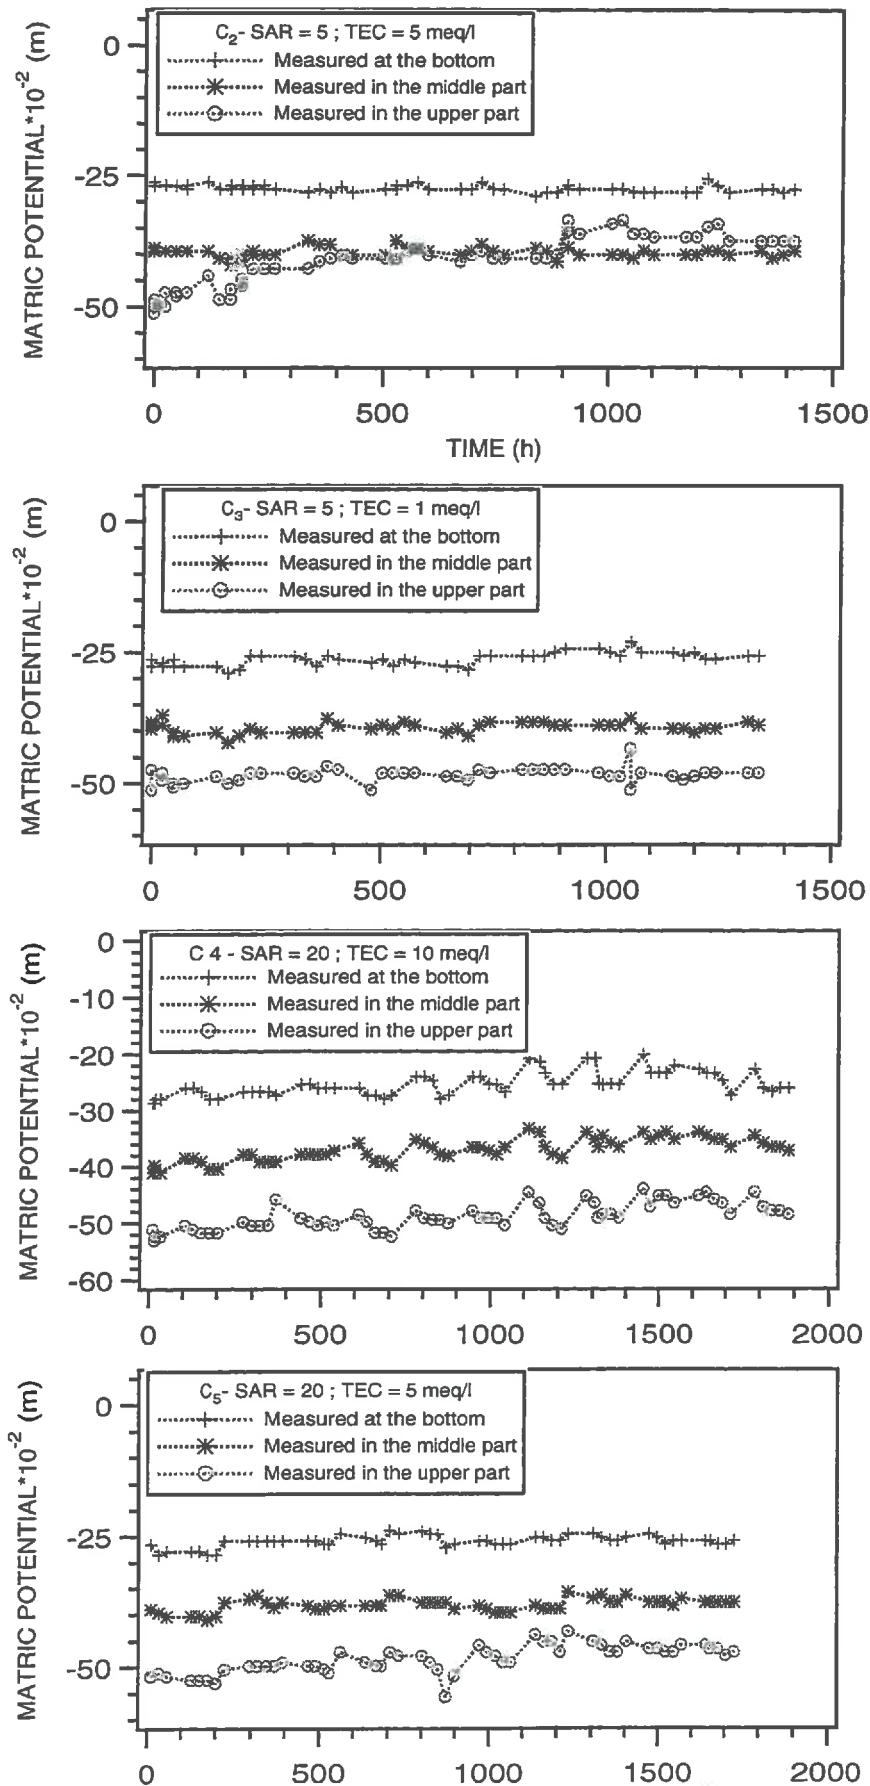 C2- SAR = 5 ; TEC = 5 meq/l
Measured at the bottom
Measured in the middle part
Measured in the upper part
MATRIC POTENTIAL*10-2 (m)
0
-25
-50
0 500 1000 1500
TIME (h)
C3- SAR = 5 ; TEC = 1 meq/l
Measured at the bottom
Measured in the middle part
Measured in the upper part
MATRIC POTENTIAL*10-2 (m)
0
-25
-50
0 500 1000 1500
C 4 - SAR = 20 ; TEC = 10 meq/l
Measured at the bottom
Measured in the middle part
Measured in the upper part
MATRIC POTENTIAL*10-2 (m)
0
-10
-20
-30
-40
-50
-60
0 500 1000 1500 2000
C5- SAR = 20 ; TEC = 5 meq/l
Measured at the bottom
Measured in the middle part
Measured in the upper part
MATRIC POTENTIAL*10-2 (m)
0
-25
-50
0 500 1000 1500 2000